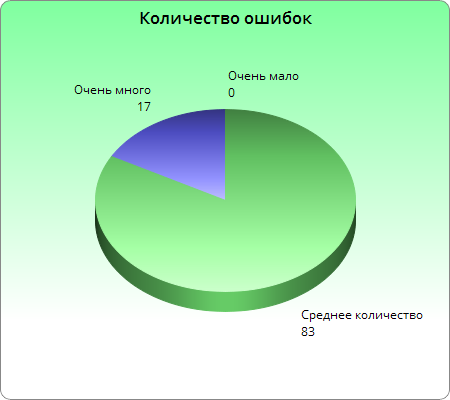 Количество ошибок
Очень мало
0
Очень много
17
Среднее количество
83